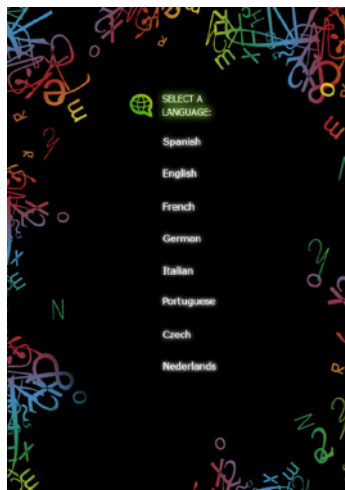 SELECT A
LANGUAGE:
Spanish
English
French
German
Italian
Portuguese
Czech
Nederlands